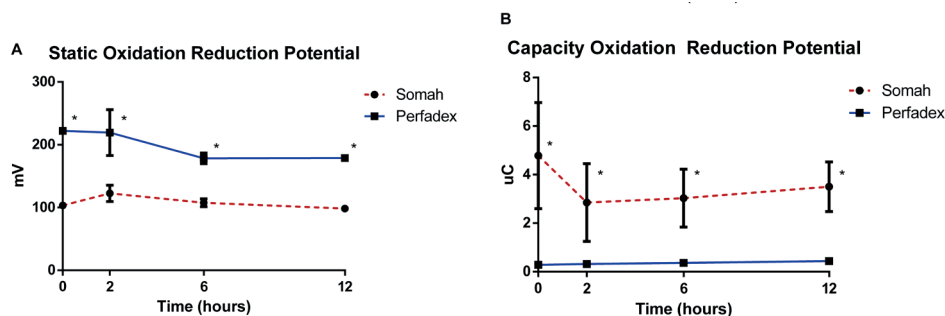 A
Static Oxidation Reduction Potential
300
200
100
0
mV
0 2 6 12
Time (hours)
Somah
Perfadex
* * * *
B
Capacity Oxidation Reduction Potential
8
6
4
2
0
uC
0 2 6 12
Time (hours)
Somah
Perfadex
* * * *